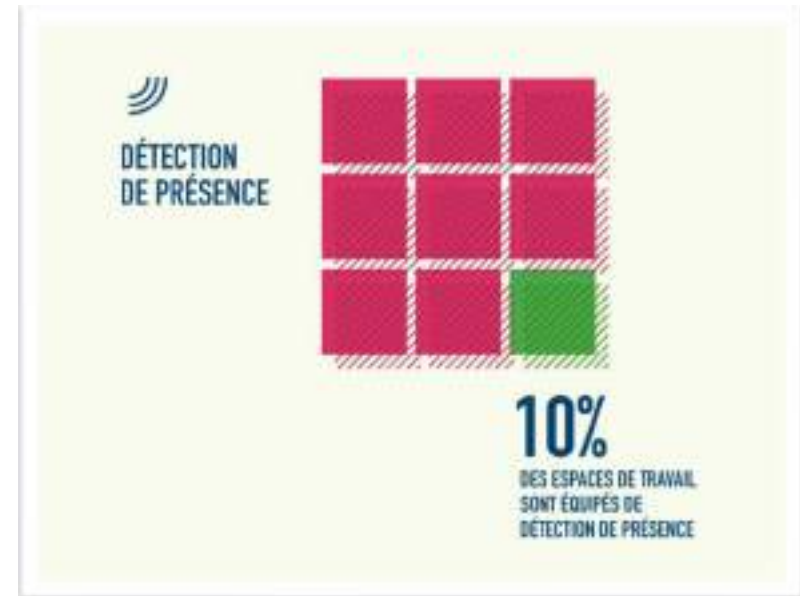 DÉTECTION
DE PRÉSENCE
10%
DES ESPACES DE TRAVAIL
SONT ÉQUIPÉS DE
DÉTECTION DE PRÉSENCE